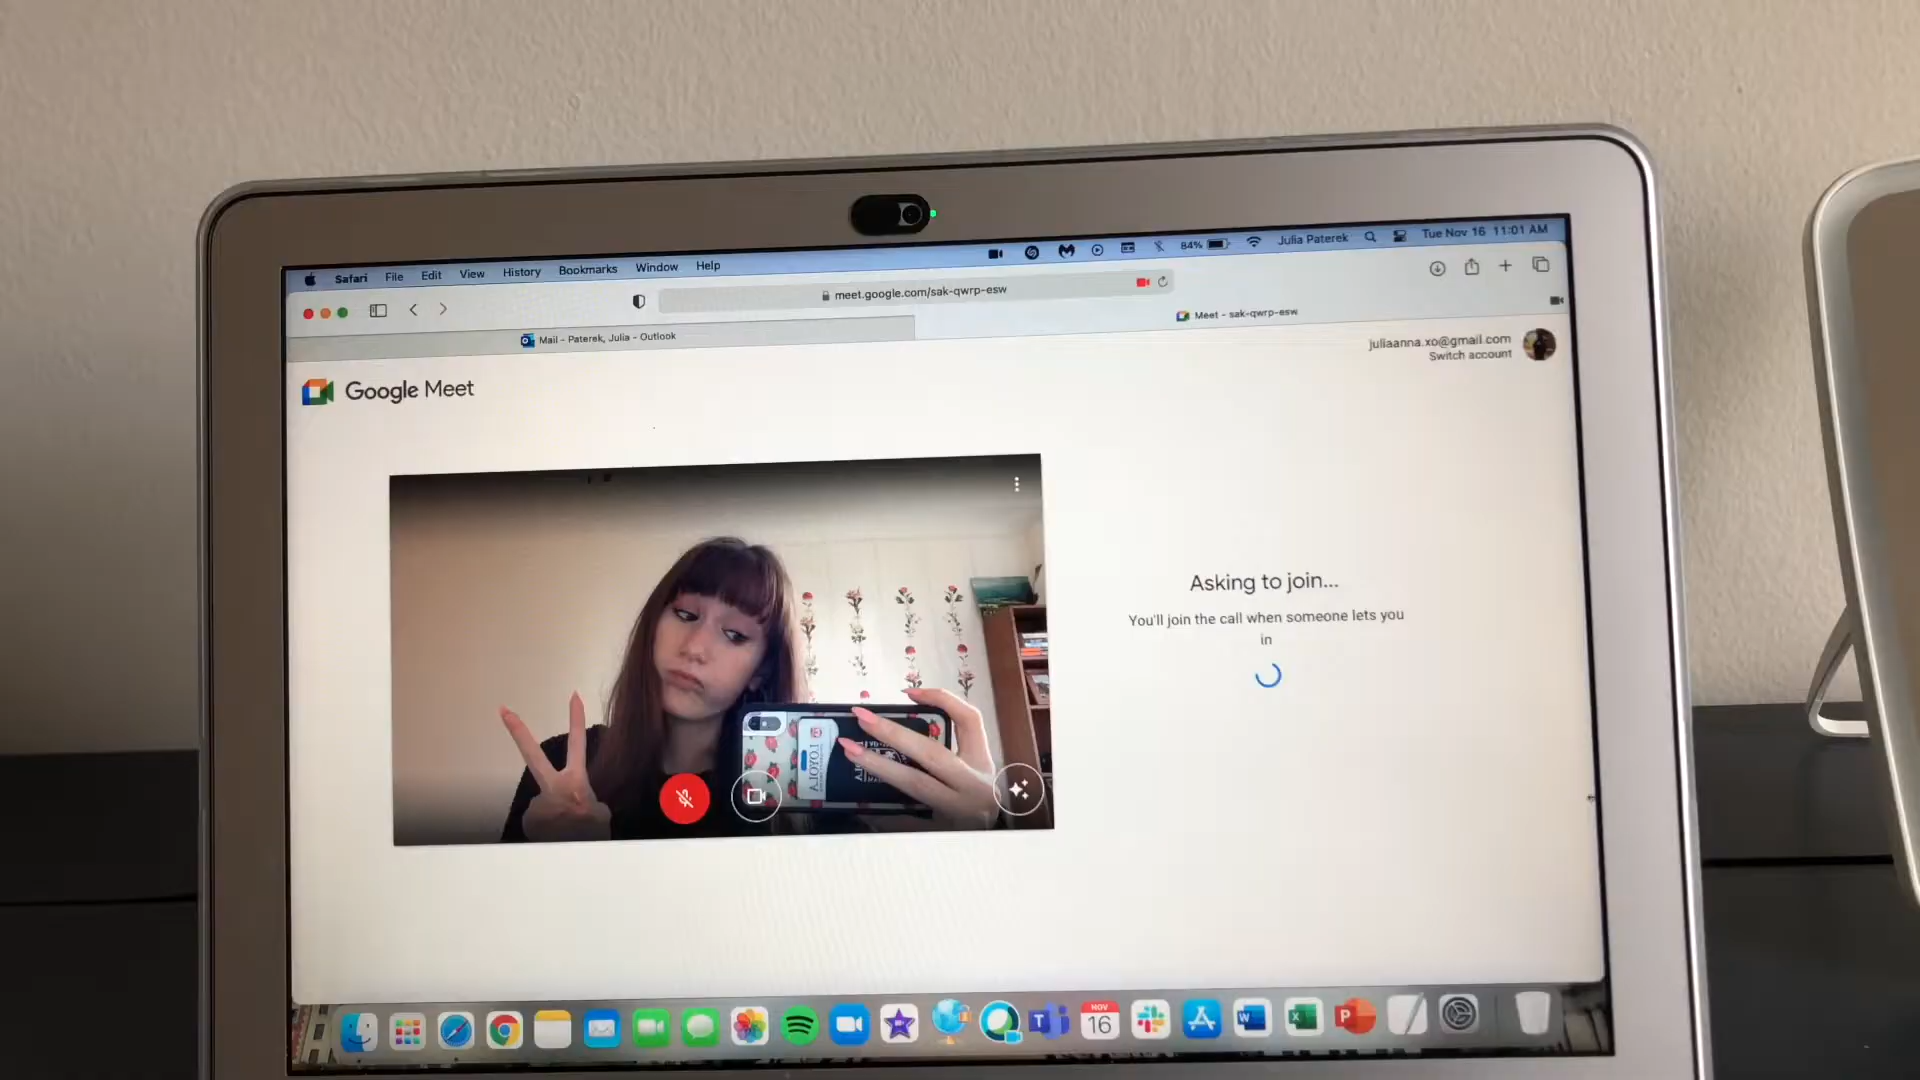 Safari File Edit View History Bookmarks Window Help 84% Julia Paterek Tue Nov 16 11:01 AM
meet.google.com/sak-qwrp-esw
Mail - Paterek, Julia - Outlook
Meet - sak-qwrp-esw
juliaanna.xo@gmail.com
Switch account
Google Meet
Asking to join...
You'll join the call when someone lets you
in
LOYOLA
NOV
16